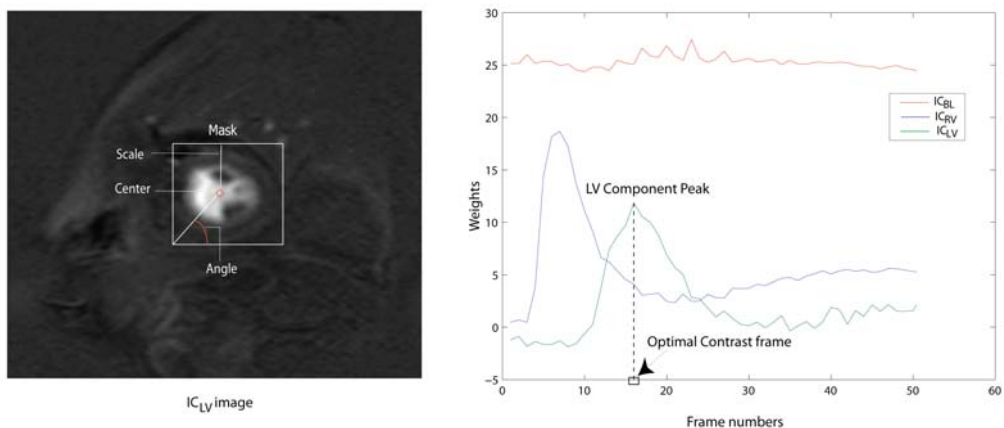 Mask
Scale
Center
Angle
IC_LV image
30
25
20
15
10
5
0
−5
Weights
IC_BL
IC_RV
IC_LV
LV Component Peak
Optimal Contrast frame
0 10 20 30 40 50 60
Frame numbers